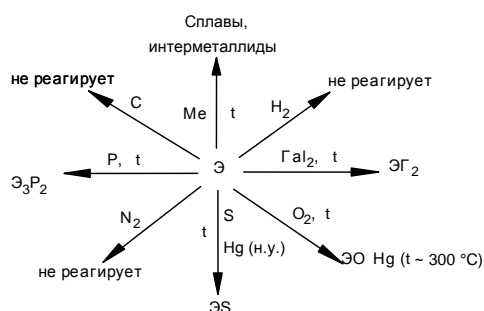 Сплавы,
интерметаллиды
не реагирует
не реагирует
C
Me t
H₂
P, t
Э
Гal₂, t
ЭГ₂
Э₃P₂
N₂
S
t
Hg (н.у.)
O₂, t
не реагирует
ЭО Hg (t ~ 300 °C)
ЭS